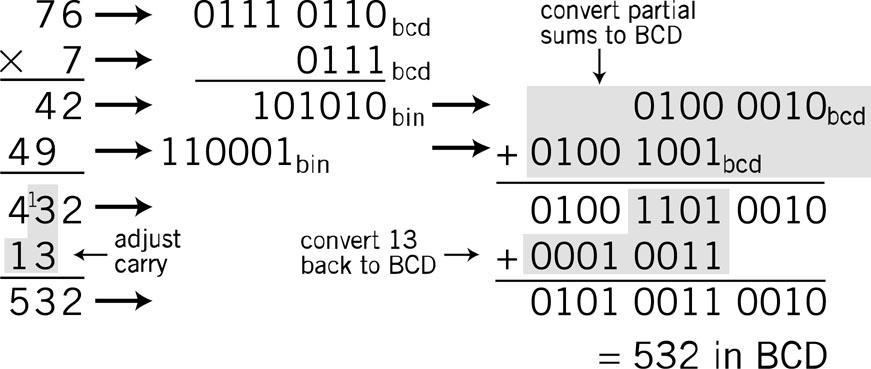 76 → 0111 0110bcd convert partial
sums to BCD
× 7 → 0111bcd
42 → 101010bin → 0100 0010bcd
49 → 110001bin → + 0100 1001bcd
4¹32 → 0100 1101 0010
13 ← adjust
carry convert 13
back to BCD → + 0001 0011
532 → 0101 0011 0010
= 532 in BCD